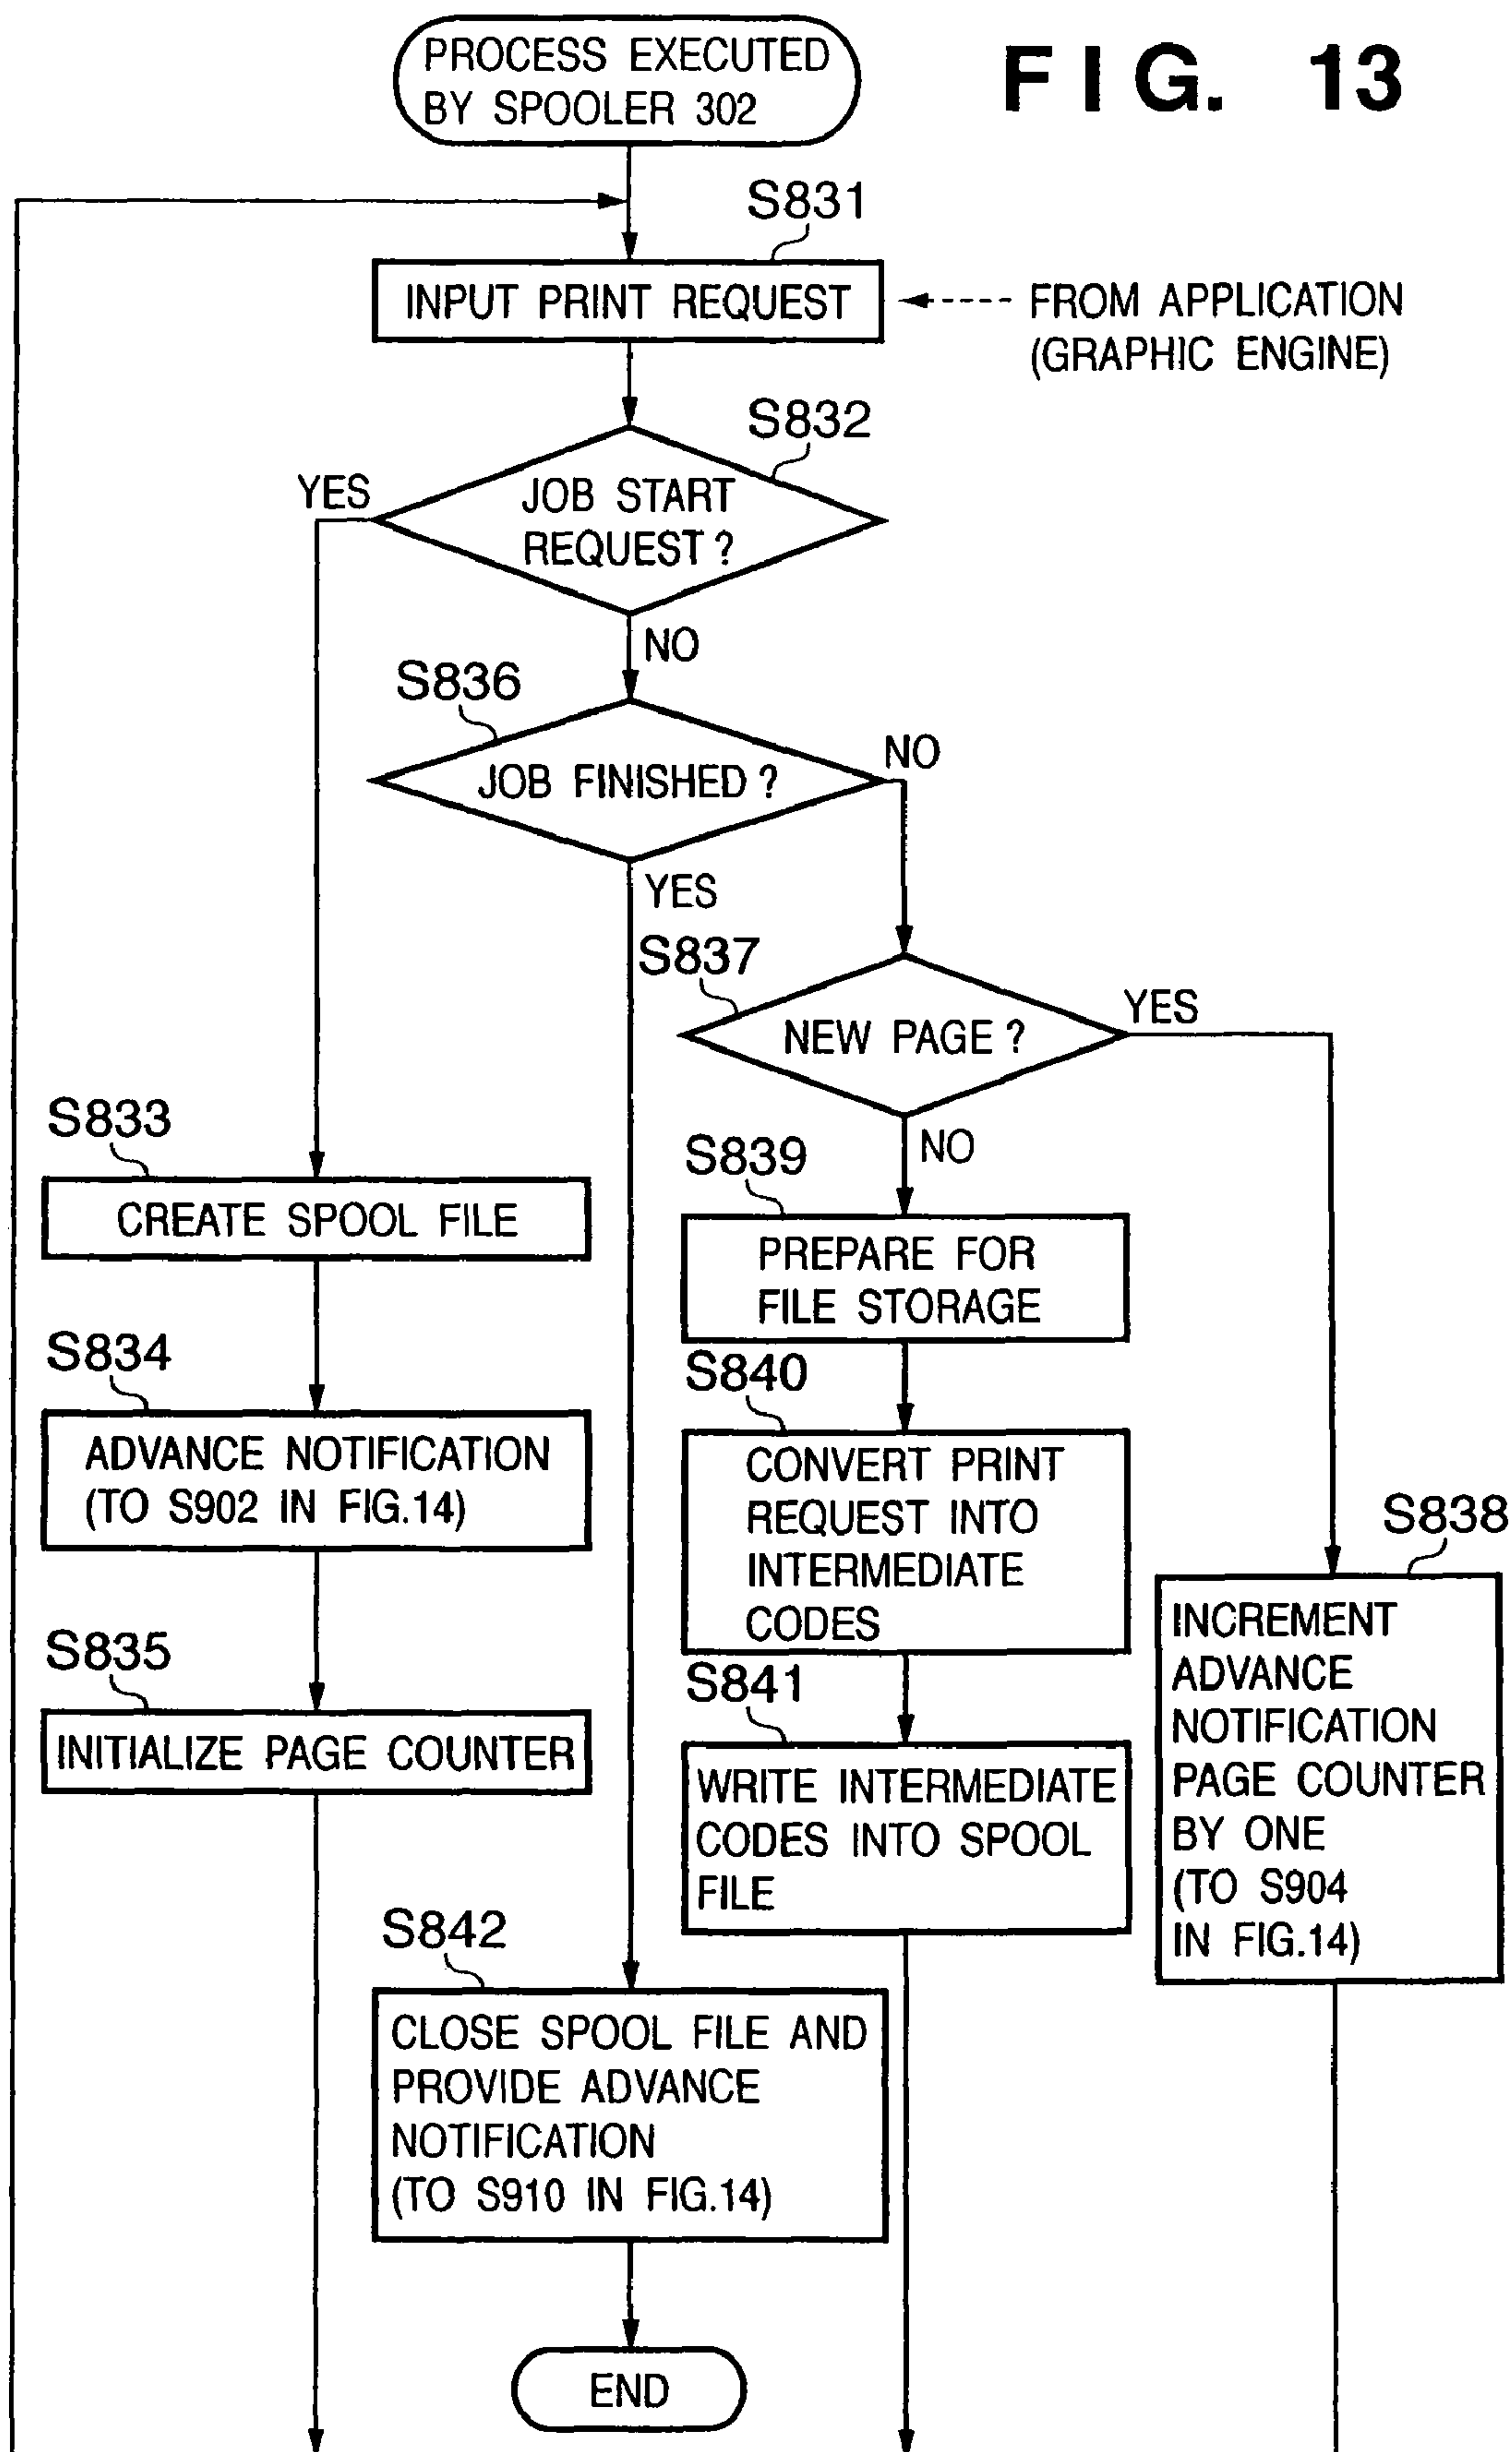 PROCESS EXECUTED
BY SPOOLER 302
FIG. 13
S831
INPUT PRINT REQUEST
FROM APPLICATION
(GRAPHIC ENGINE)
S832
YES
JOB START
REQUEST?
NO
S836
JOB FINISHED?
NO
YES
S837
NEW PAGE?
YES
NO
S833
CREATE SPOOL FILE
S834
ADVANCE NOTIFICATION
(TO S902 IN FIG.14)
S835
INITIALIZE PAGE COUNTER
S839
PREPARE FOR
FILE STORAGE
S840
CONVERT PRINT
REQUEST INTO
INTERMEDIATE
CODES
S841
WRITE INTERMEDIATE
CODES INTO SPOOL
FILE
S838
INCREMENT
ADVANCE
NOTIFICATION
PAGE COUNTER
BY ONE
(TO S904
IN FIG.14)
S842
CLOSE SPOOL FILE AND
PROVIDE ADVANCE
NOTIFICATION
(TO S910 IN FIG.14)
END